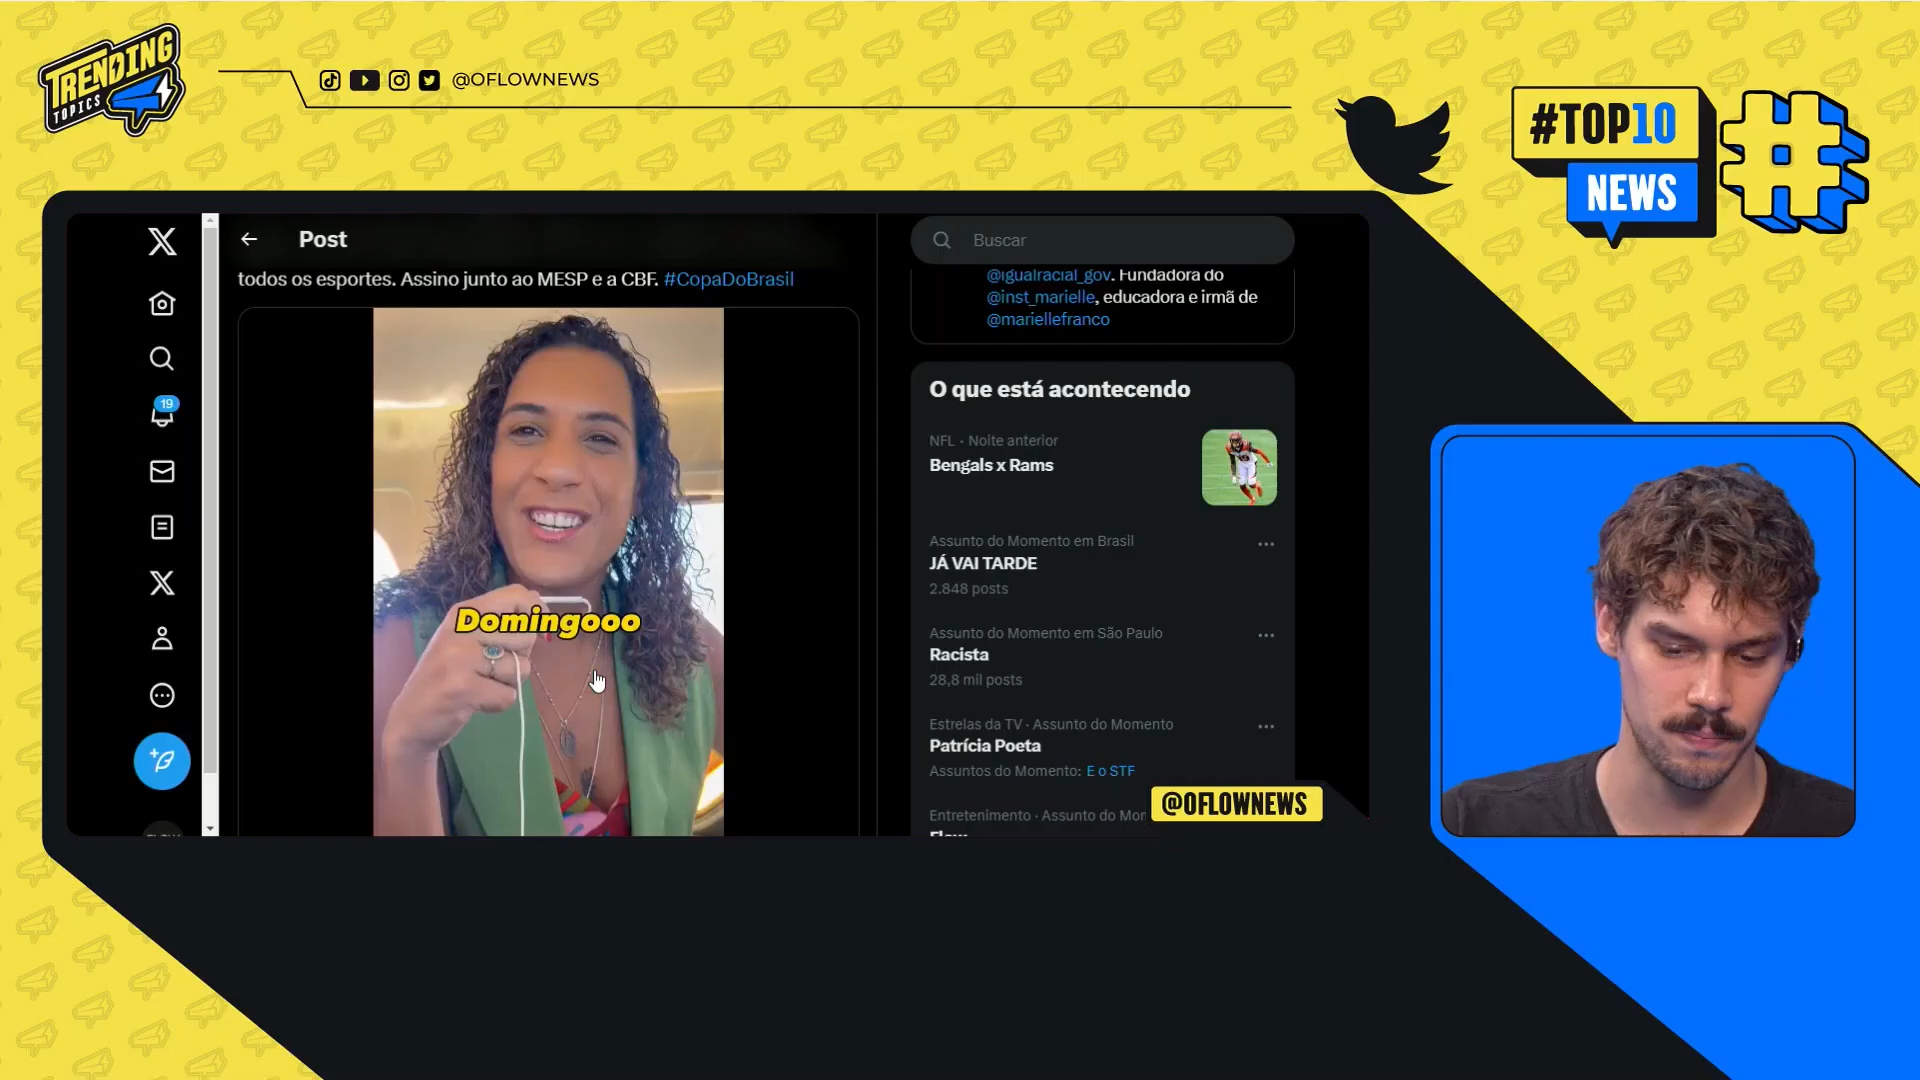 TRENDING
TOPICS
@OFLOWNEWS
#TOP10
NEWS
Post
todos os esportes. Assino junto ao MESP e a CBF. #CopaDoBrasil
19
Domingooo
Buscar
@igualracial_gov. Fundadora do
@inst_marielle, educadora e irmã de
@mariellefranco
O que está acontecendo
NFL · Noite anterior
Bengals x Rams
Assunto do Momento em Brasil
JÁ VAI TARDE
2.848 posts
Assunto do Momento em São Paulo
Racista
28,8 mil posts
Estrelas da TV · Assunto do Momento
Patrícia Poeta
Assuntos do Momento: E o STF
Entretenimento · Assunto do Mom
@OFLOWNEWS